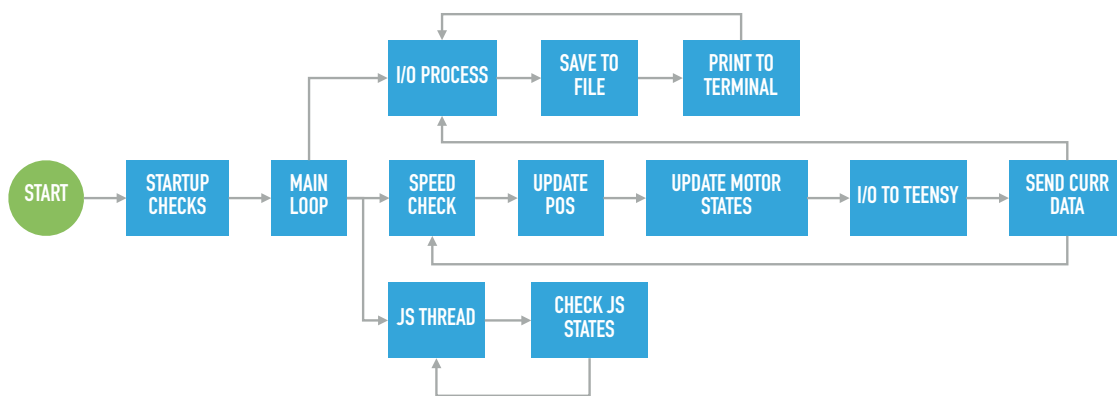 I/O PROCESS
SAVE TO
FILE
PRINT TO
TERMINAL
START
STARTUP
CHECKS
MAIN
LOOP
SPEED
CHECK
UPDATE
POS
UPDATE MOTOR
STATES
I/O TO TEENSY
SEND CURR
DATA
JS THREAD
CHECK JS
STATES